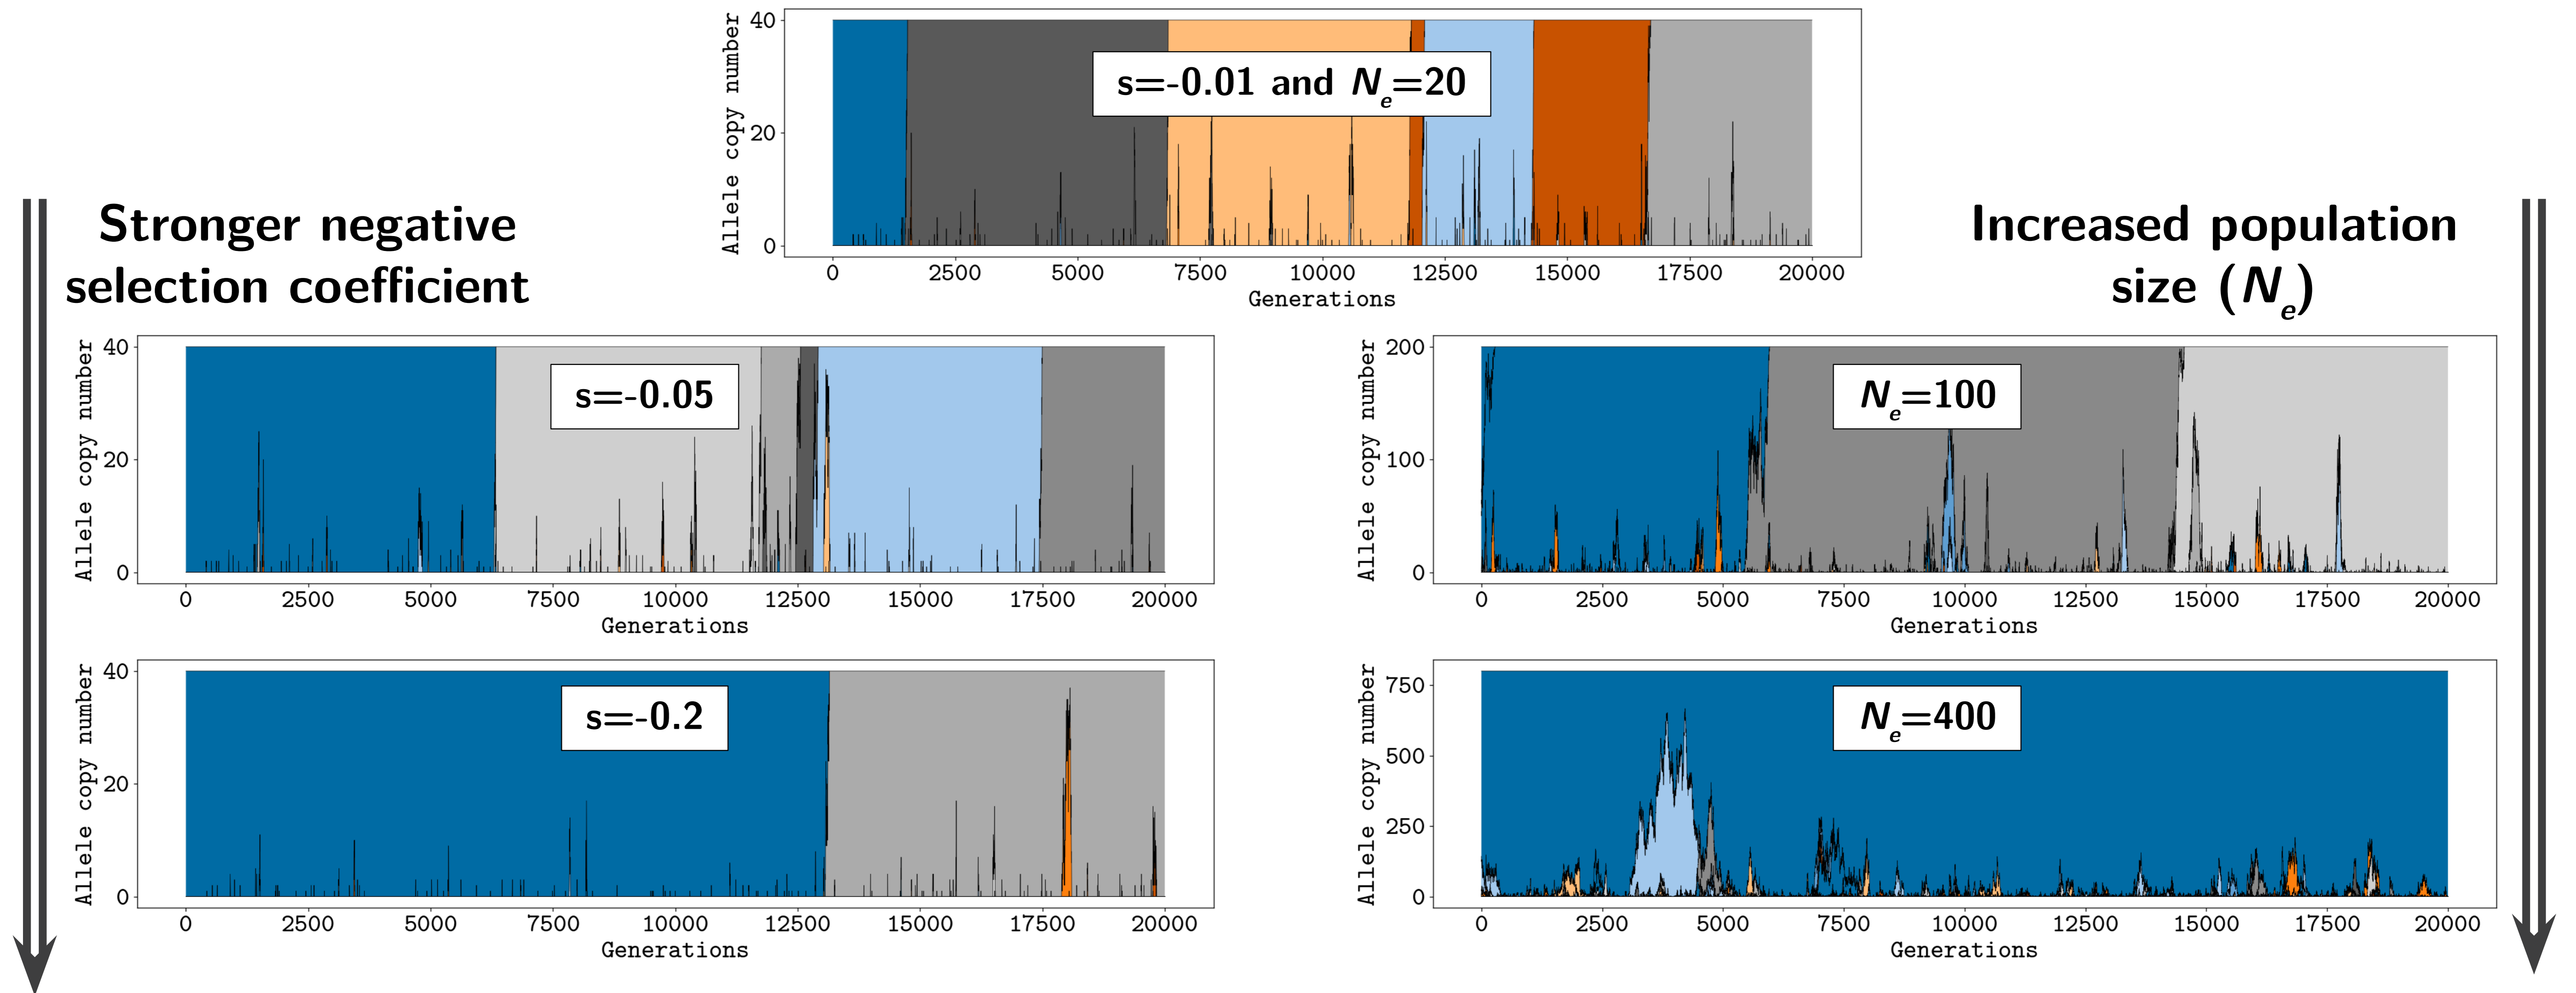 40
20
0
Allele copy number
s=-0.01 and Ne=20
0 2500 5000 7500 10000 12500 15000 17500 20000
Generations
Stronger negative
selection coefficient
Increased population
size (Ne)
40
20
0
Allele copy number
s=-0.05
0 2500 5000 7500 10000 12500 15000 17500 20000
Generations
200
100
0
Allele copy number
Ne=100
0 2500 5000 7500 10000 12500 15000 17500 20000
Generations
40
20
0
Allele copy number
s=-0.2
0 2500 5000 7500 10000 12500 15000 17500 20000
Generations
750
500
250
0
Allele copy number
Ne=400
0 2500 5000 7500 10000 12500 15000 17500 20000
Generations